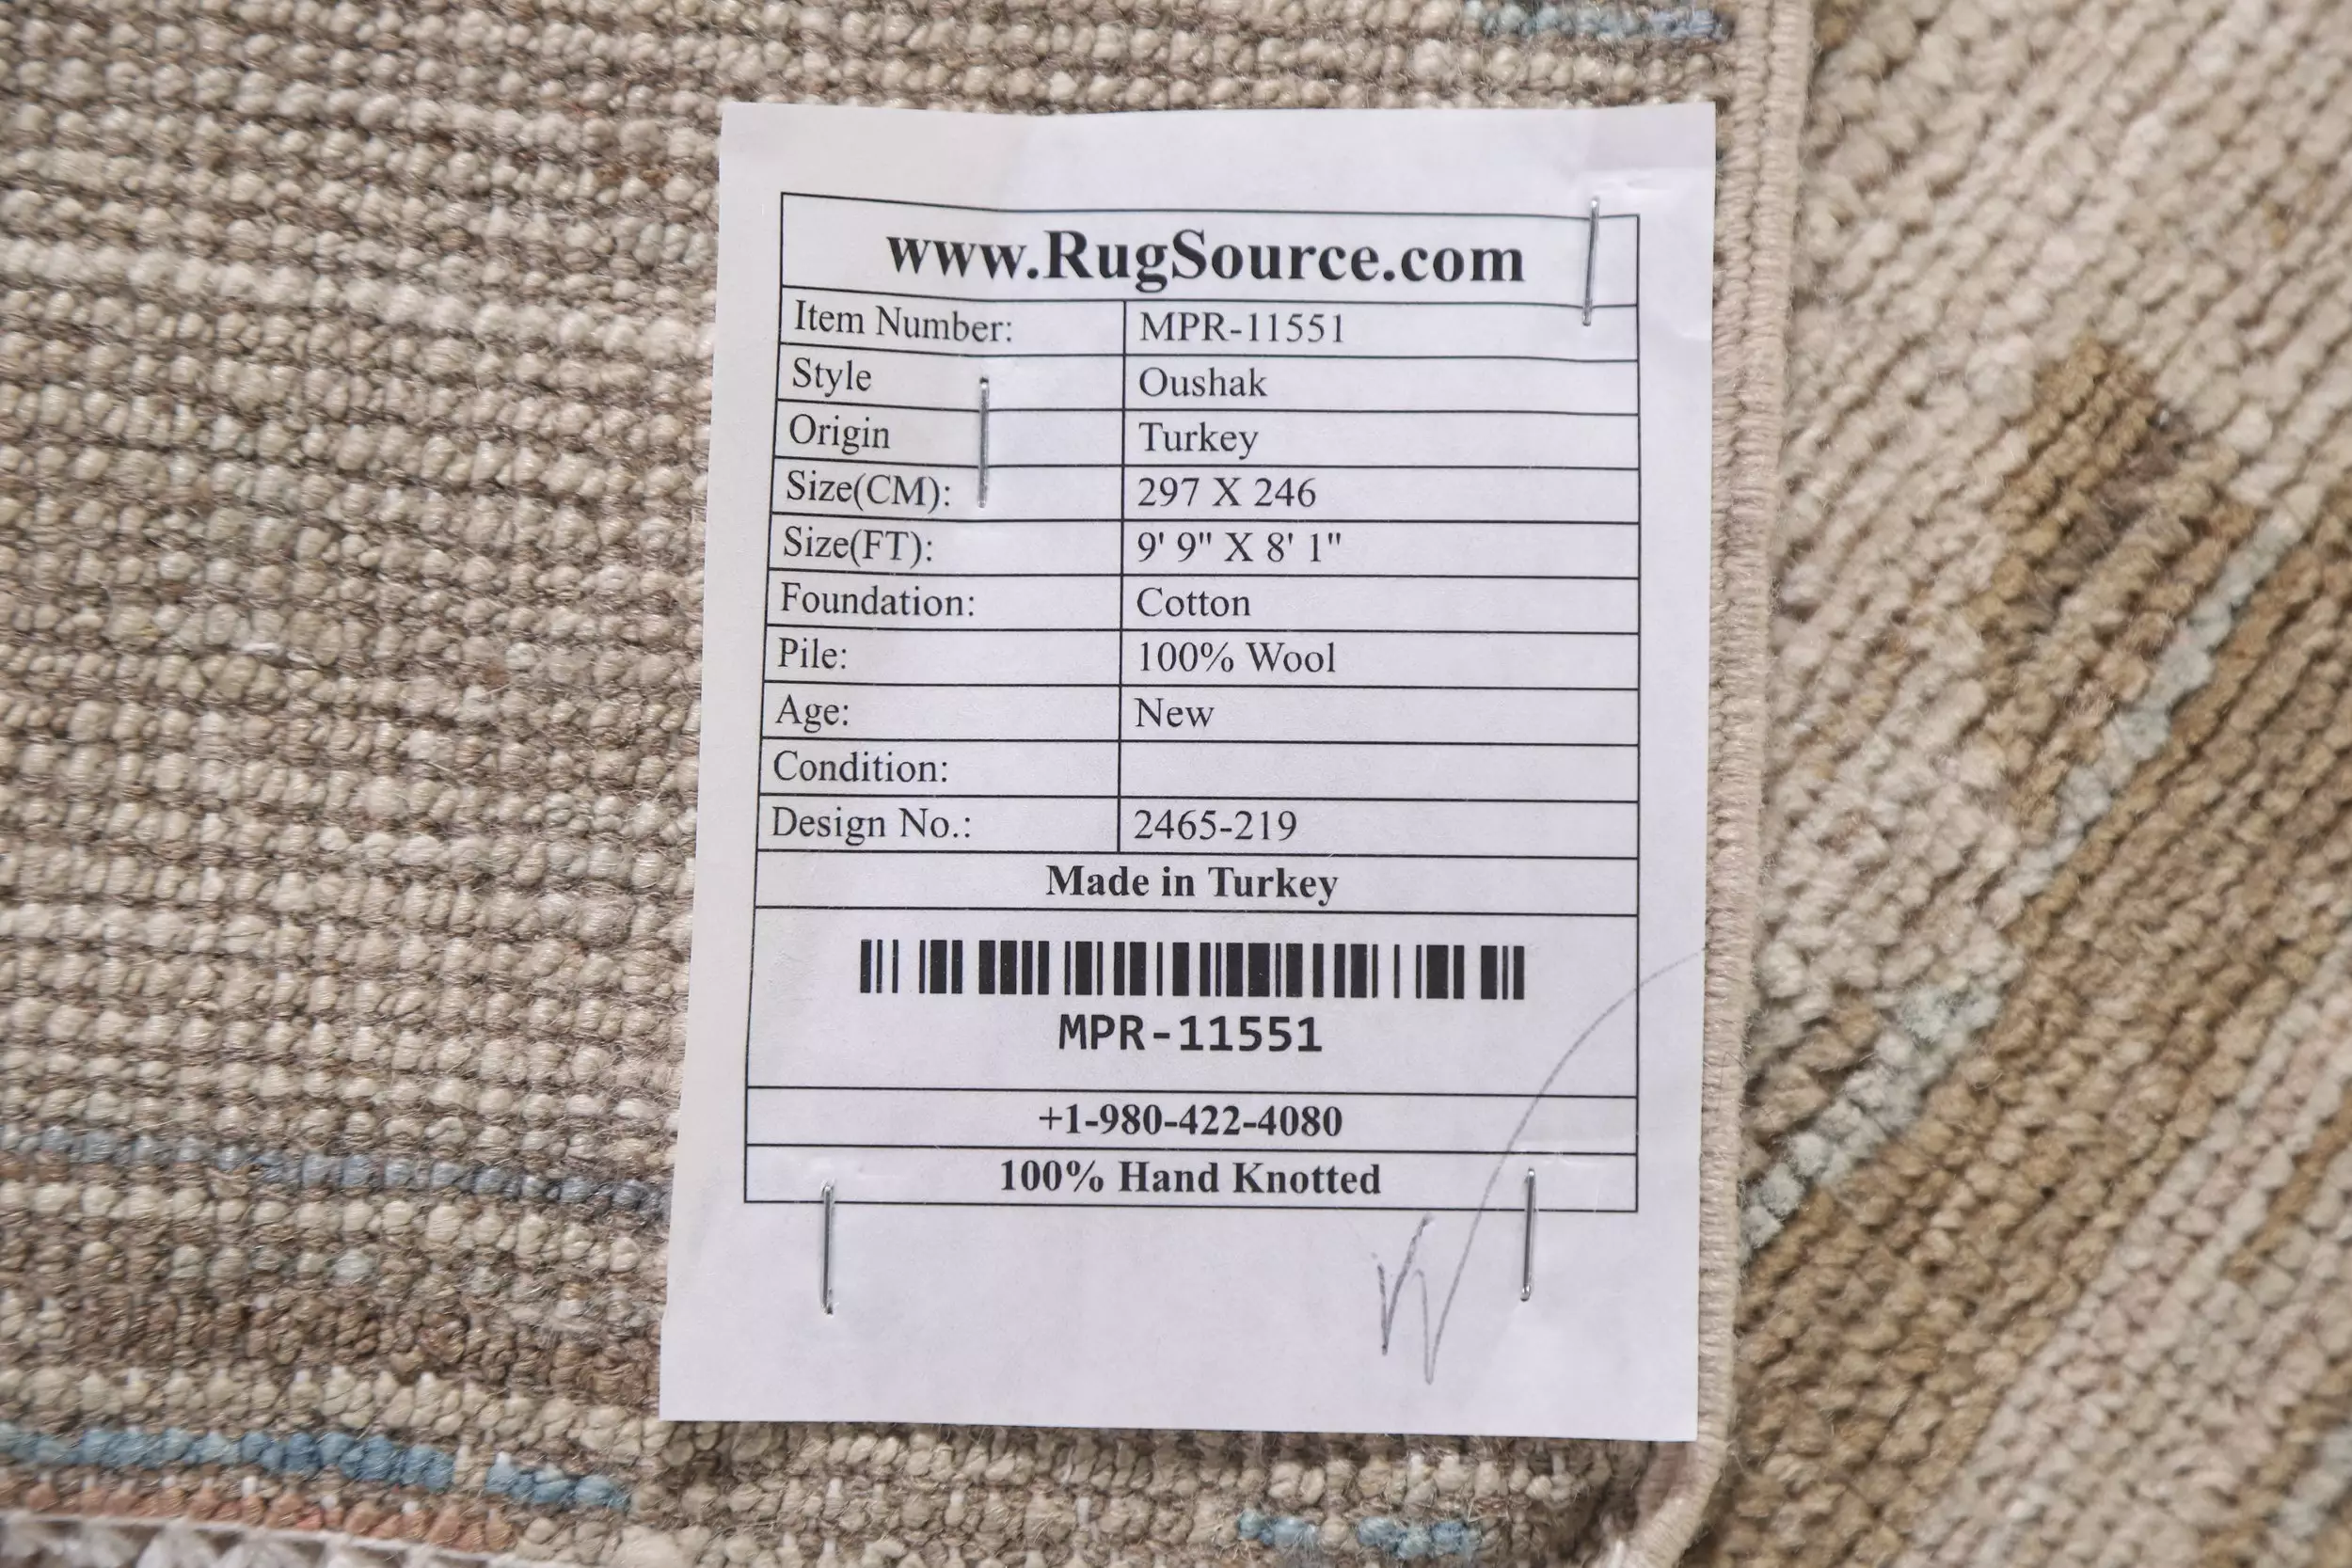 www.RugSource.com
Item Number: MPR-11551
Style Oushak
Origin Turkey
Size(CM): 297 X 246
Size(FT): 9' 9" X 8' 1"
Foundation: Cotton
Pile: 100% Wool
Age: New
Condition:
Design No.: 2465-219
Made in Turkey
MPR-11551
+1-980-422-4080
100% Hand Knotted